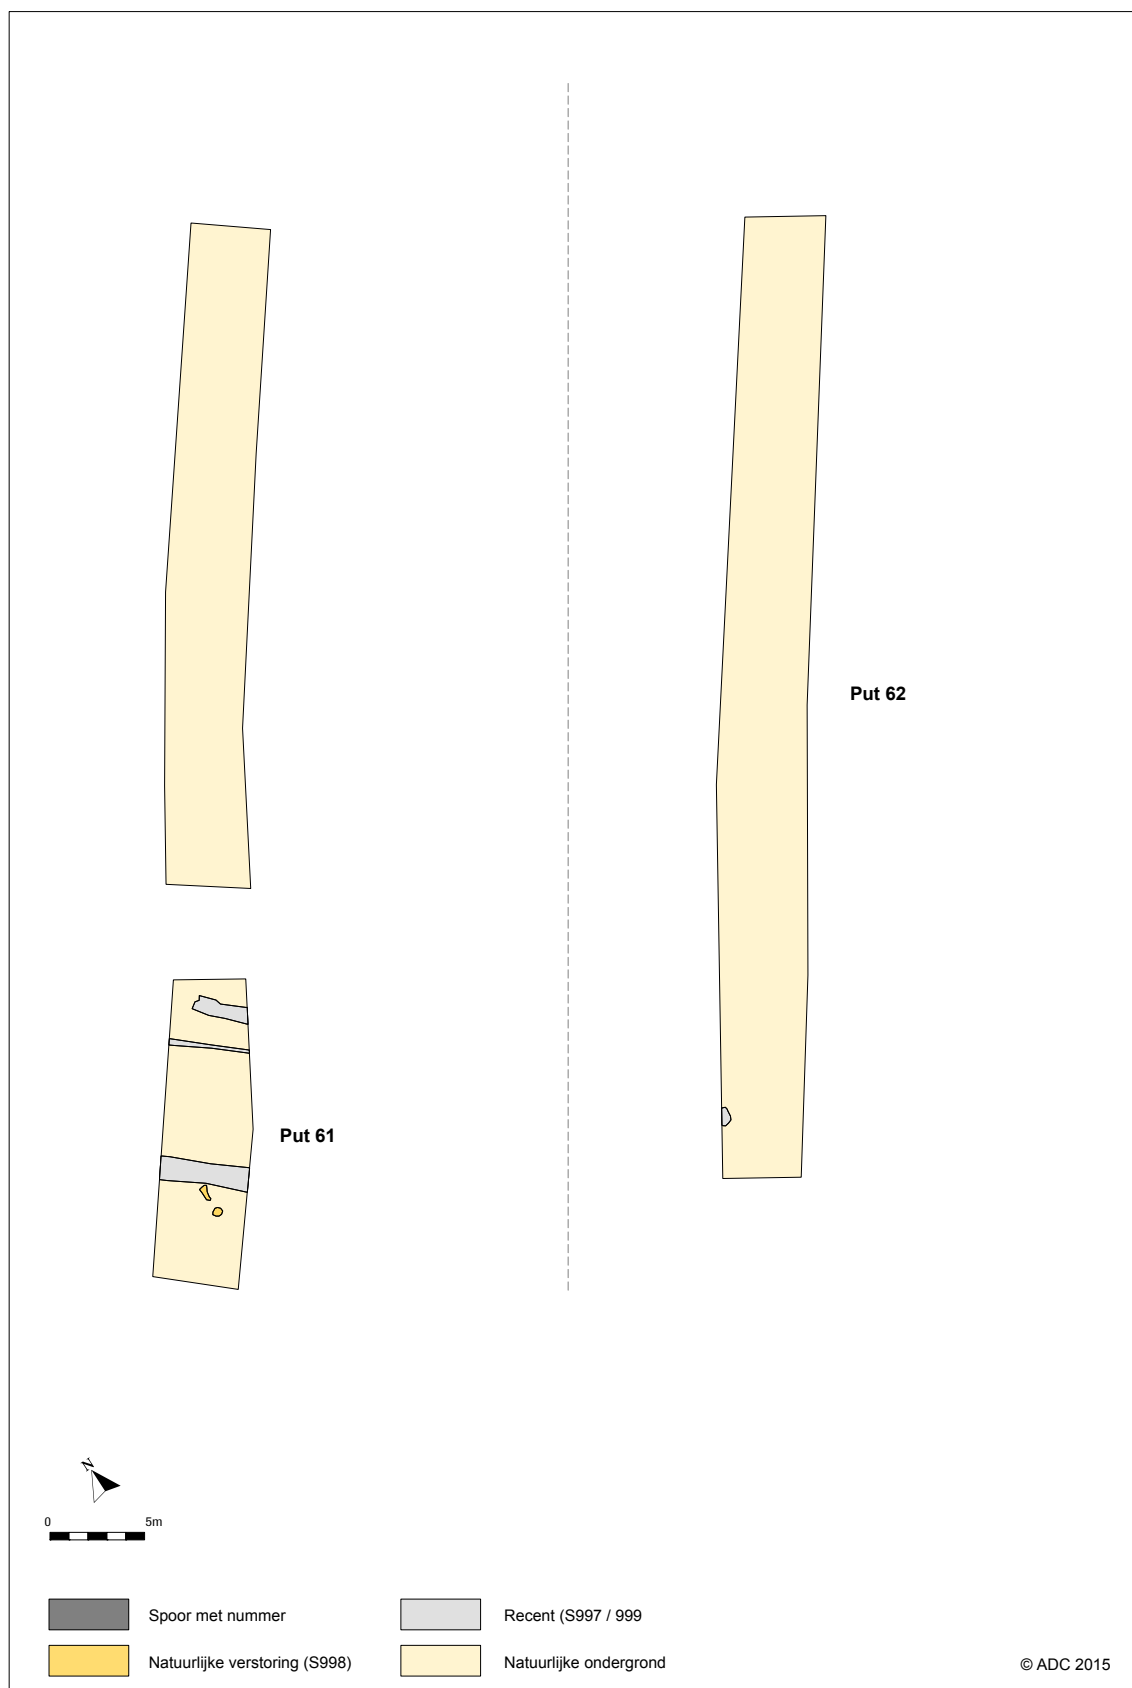 Put 62
Put 61
N
0 5m
Spoor met nummer
Recent (S997 / 999
Natuurlijke verstoring (S998)
Natuurlijke ondergrond
© ADC 2015